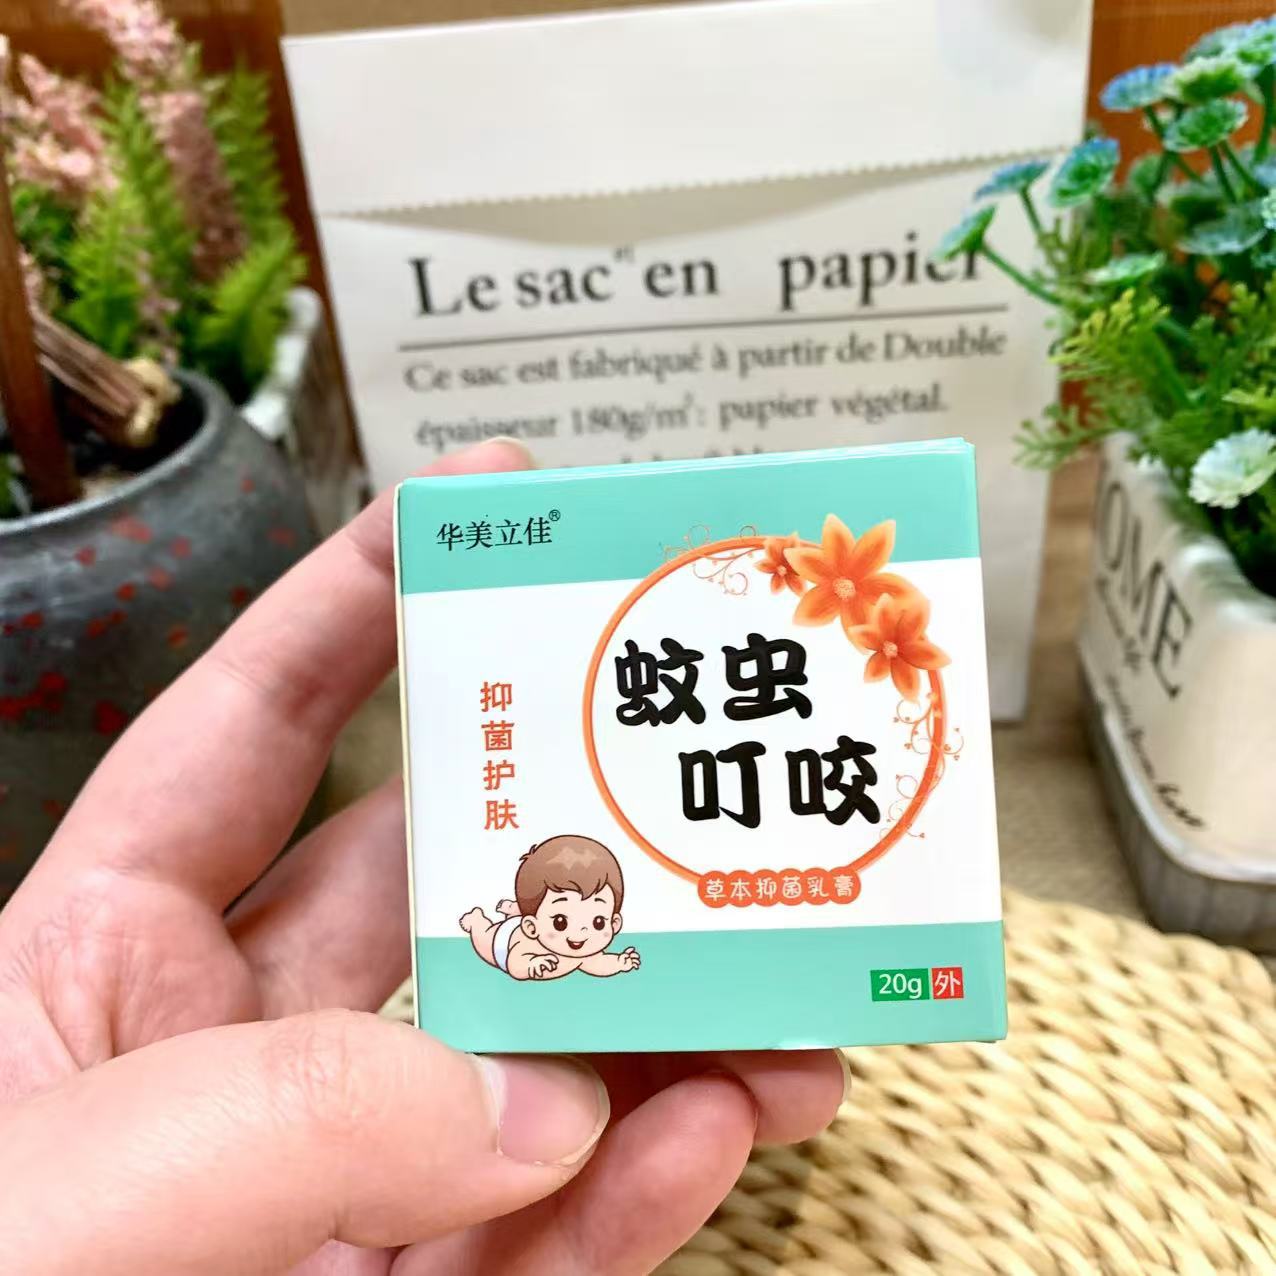 Le sac en papier
Ce sac est fabriqué à partir de Double
épaisseur 180g/m²: papier végétal.
华美立佳®
蚊虫
叮咬
抑菌护肤
草本抑菌乳膏
20g 外
OME